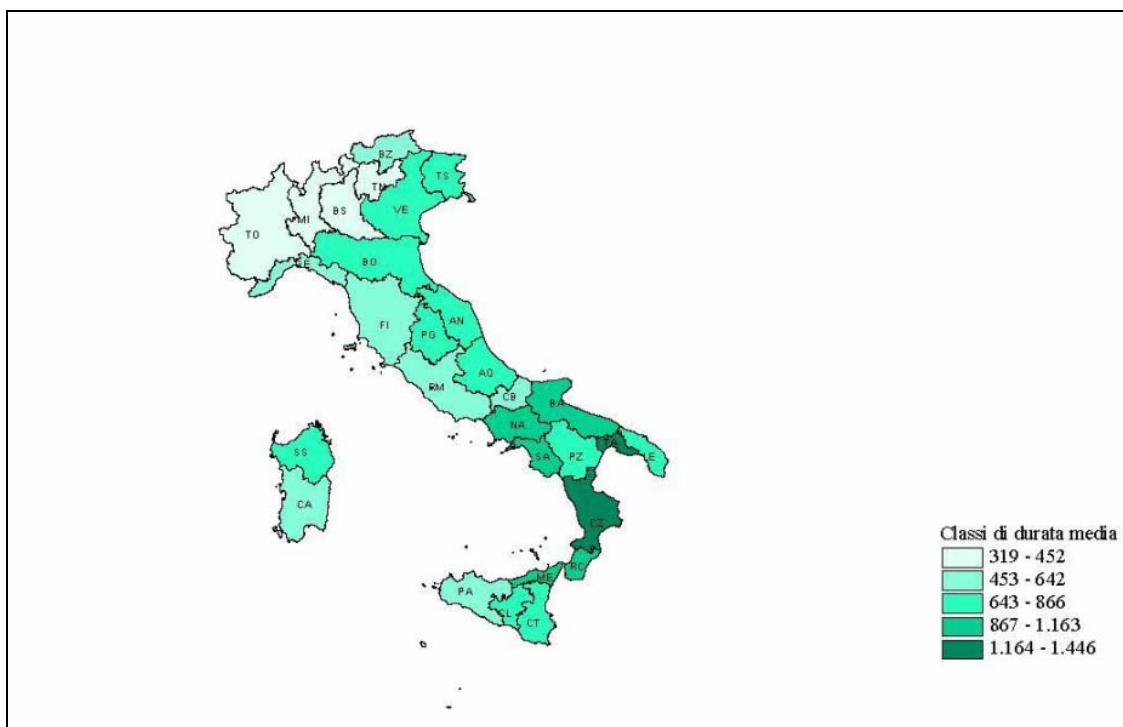 BZ
TS
TN
VE
BS
MI
TO
BO
GE
FI
AN
PG
AQ
RM
CB
BA
NA
TA
SA
PZ
LE
SS
CA
CZ
RC
ME
PA
CL
CT
Classi di durata media
319 - 452
453 - 642
643 - 866
867 - 1.163
1.164 - 1.446